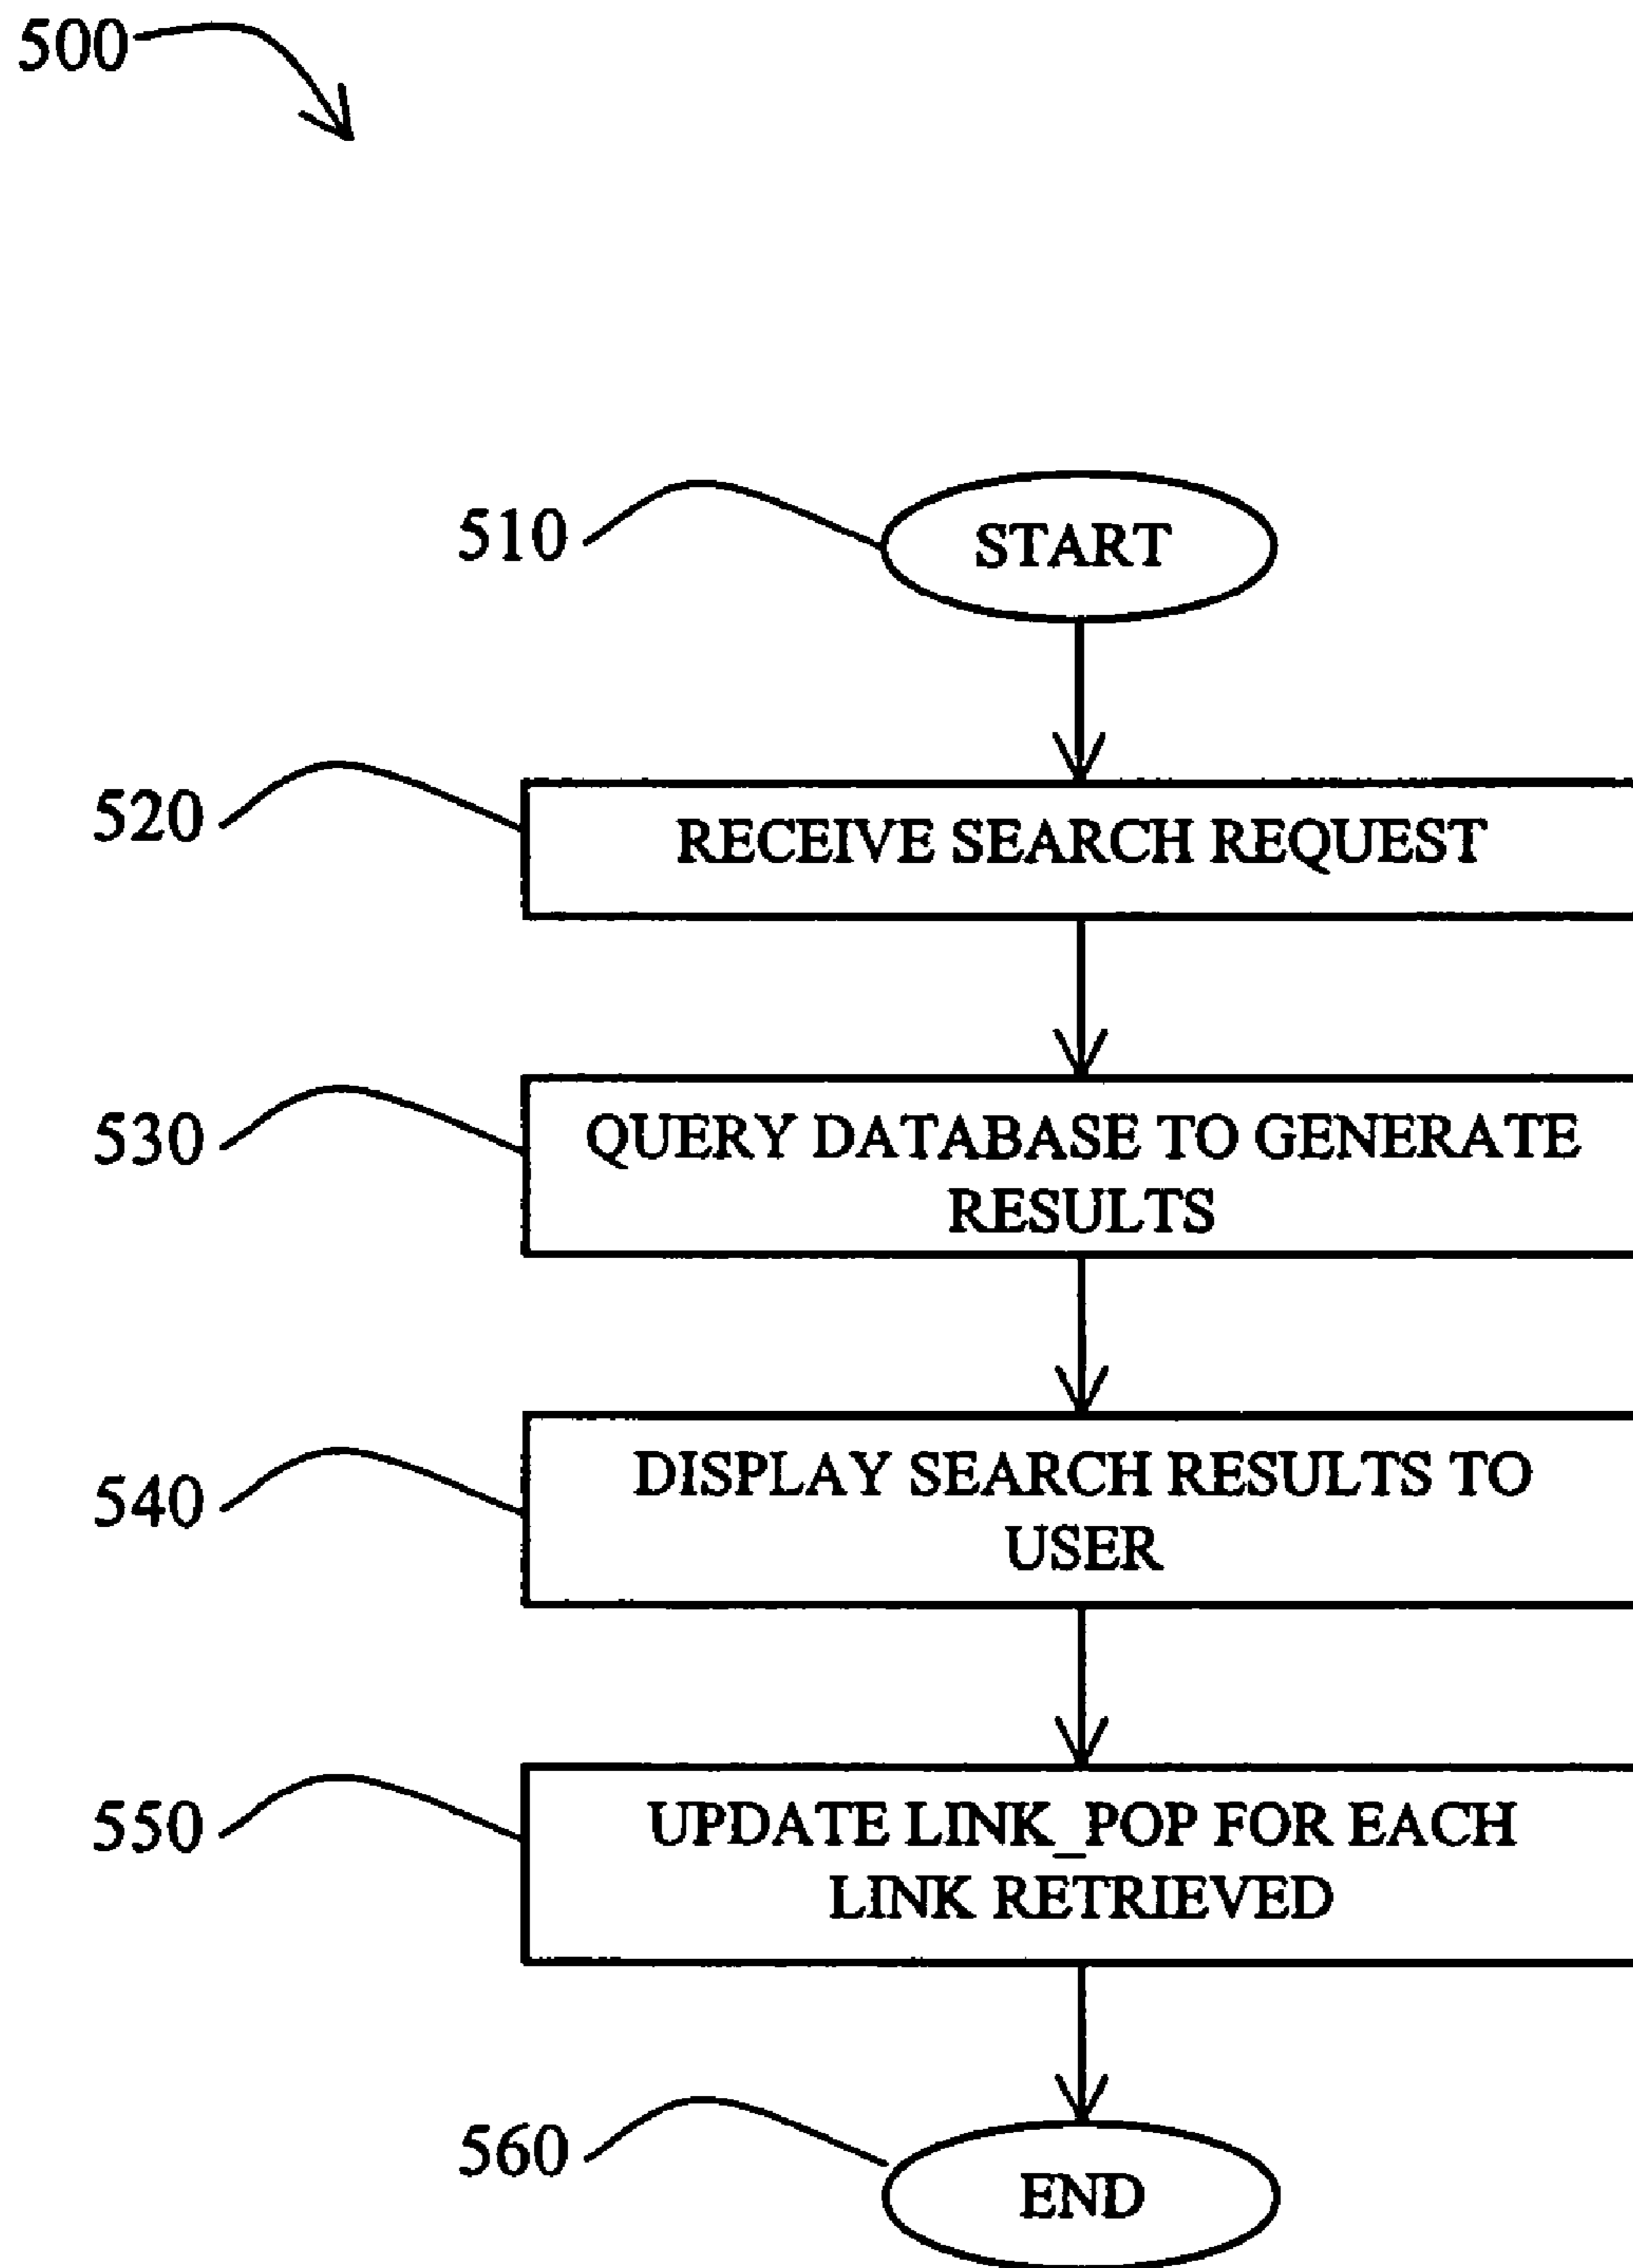 500
510
START
520
RECEIVE SEARCH REQUEST
530
QUERY DATABASE TO GENERATE
RESULTS
540
DISPLAY SEARCH RESULTS TO
USER
550
UPDATE LINK_POP FOR EACH
LINK RETRIEVED
560
END